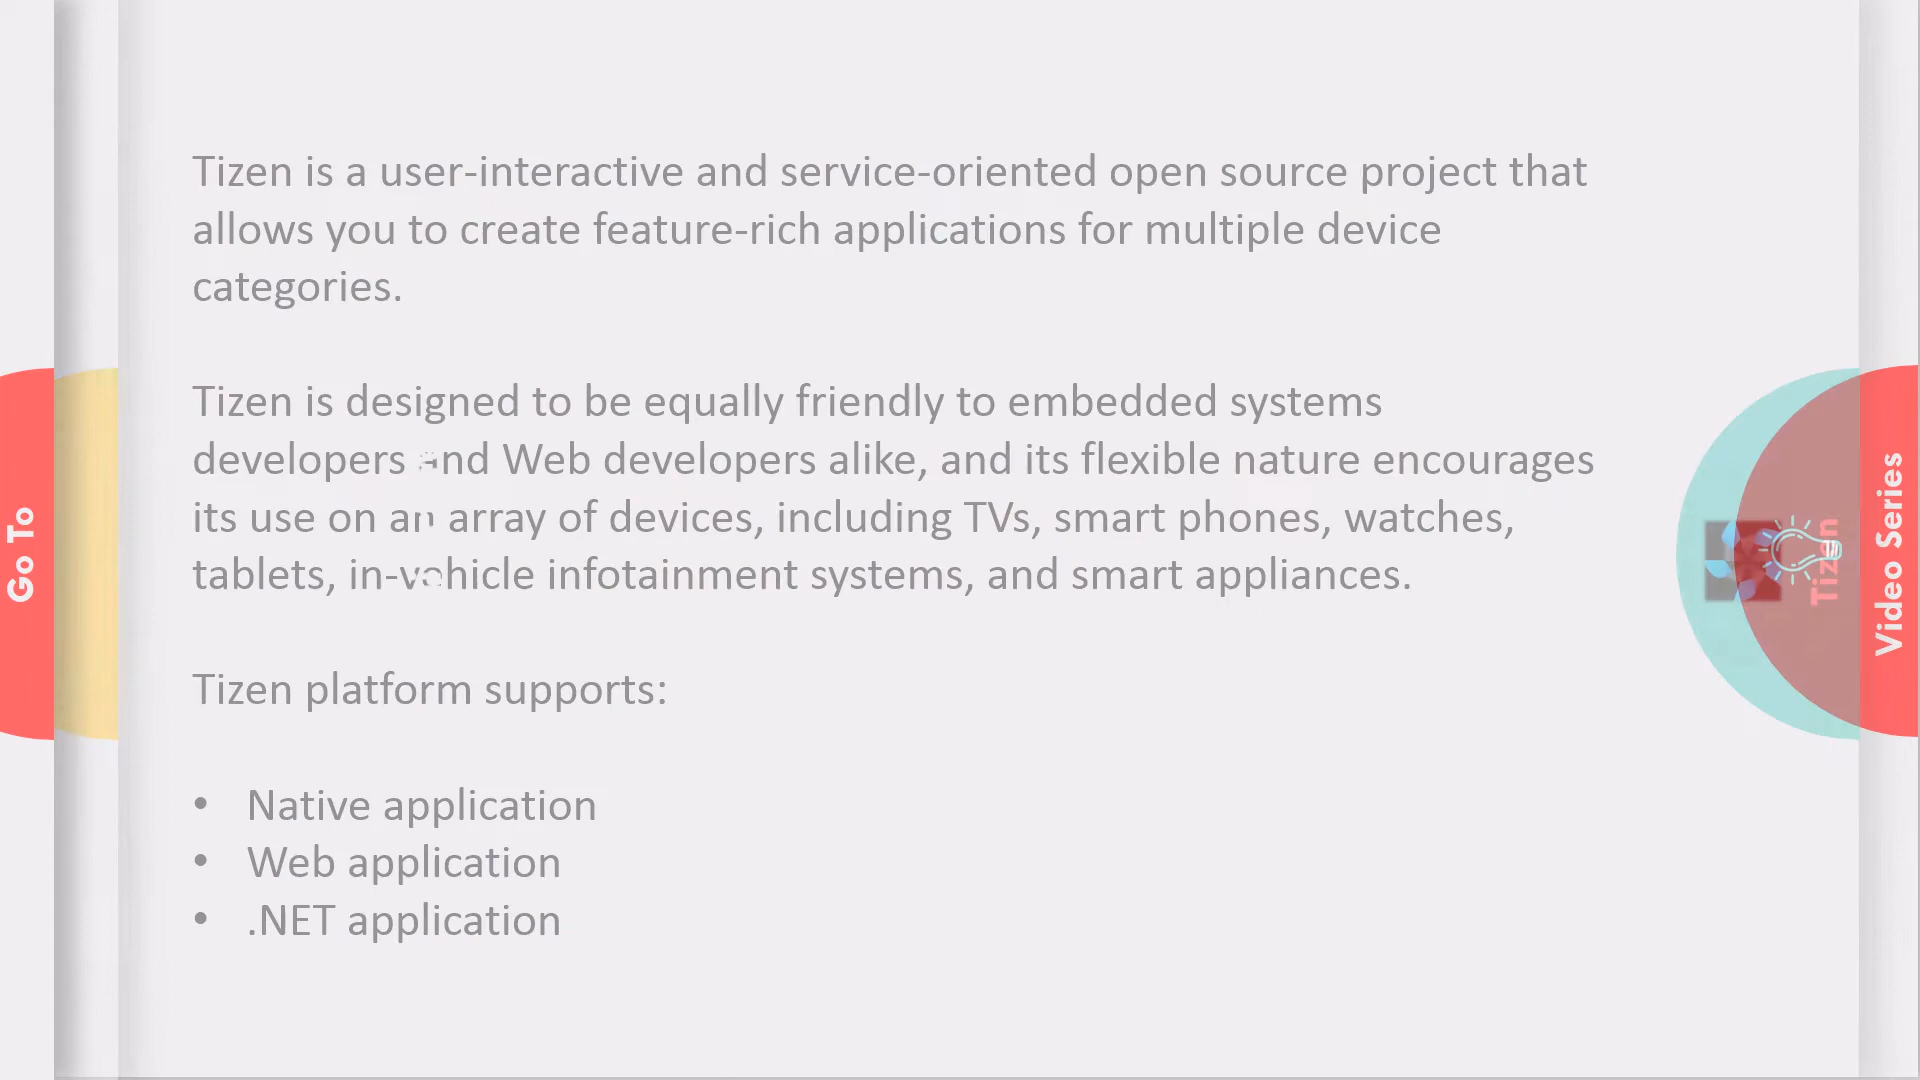 Tizen is a user-interactive and service-oriented open source project that
allows you to create feature-rich applications for multiple device
categories.
Tizen is designed to be equally friendly to embedded systems
developers and Web developers alike, and its flexible nature encourages
its use on an array of devices, including TVs, smart phones, watches,
tablets, in-vehicle infotainment systems, and smart appliances.
Tizen platform supports:
• Native application
• Web application
• .NET application
Go To
Tizen
Video Series